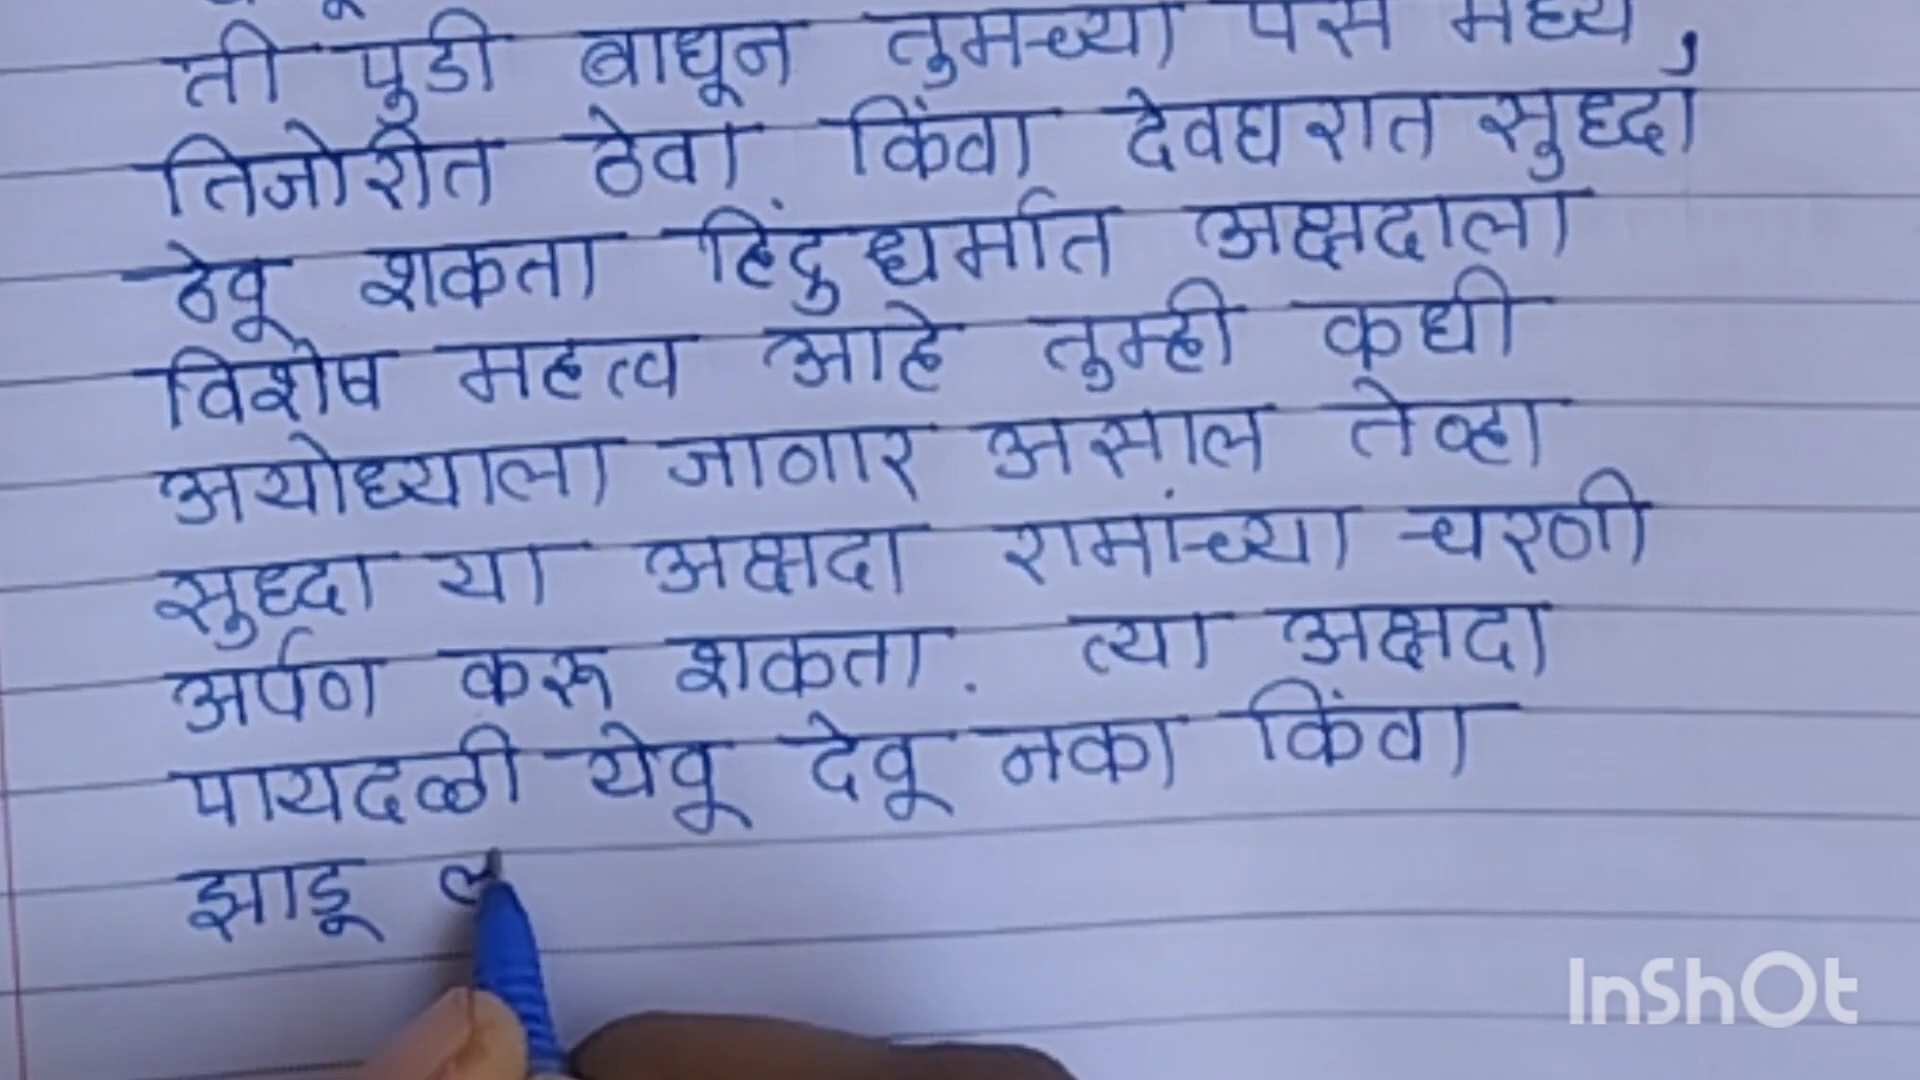 ती पुडी बाधून तुमच्या पर्स मध्ये,
तिजोरीत ठेवा किंवा देवघरात सुध्दा
ठेवू शकता हिंदु धर्मात अक्षदाला
विशेष महत्व आहे तुम्ही कधी
अयोध्याला जाणार असाल तेव्हा
सुध्दा या अक्षदा रामांच्या चरणी
अर्पण करू शकता. त्या अक्षदा
पायदळी येवू देवू नका किंवा
झाडू
InShOt